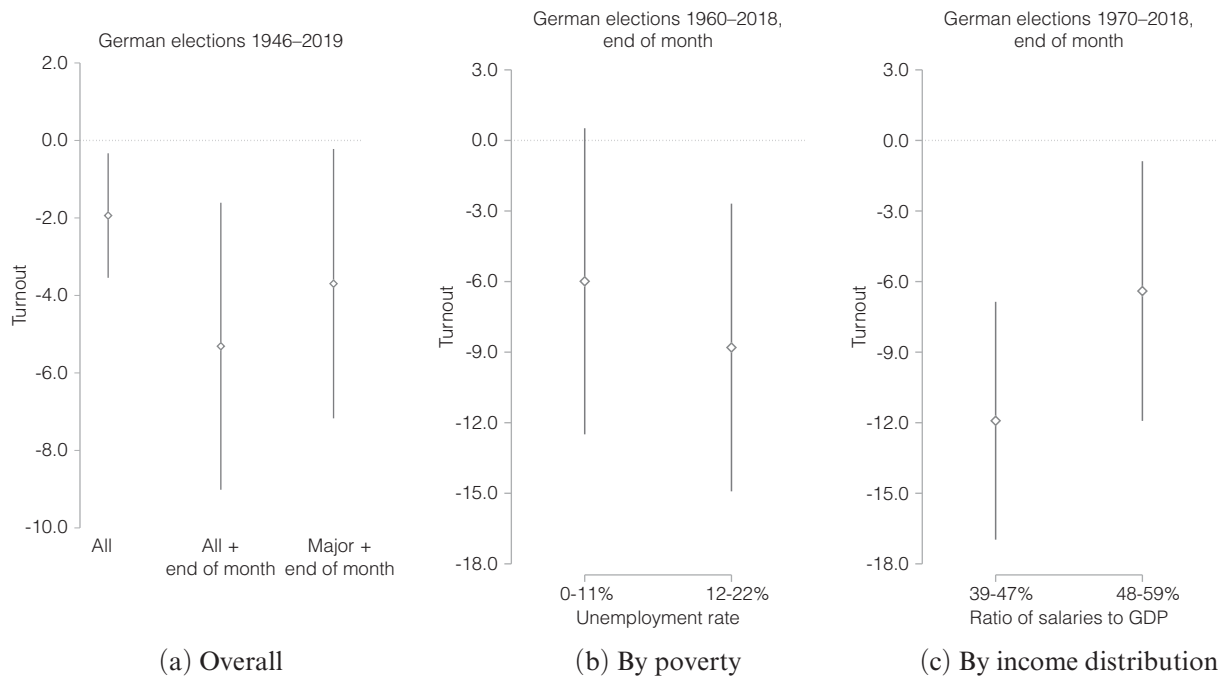 German elections 1946–2019
2.0
0.0
-2.0
-4.0
-6.0
-8.0
-10.0
Turnout
All
All +
end of month
Major +
end of month
(a) Overall
German elections 1960–2018,
end of month
3.0
0.0
-3.0
-6.0
-9.0
-12.0
-15.0
-18.0
Turnout
0-11%
12-22%
Unemployment rate
(b) By poverty
German elections 1970–2018,
end of month
3.0
0.0
-3.0
-6.0
-9.0
-12.0
-15.0
-18.0
Turnout
39-47%
48-59%
Ratio of salaries to GDP
(c) By income distribution